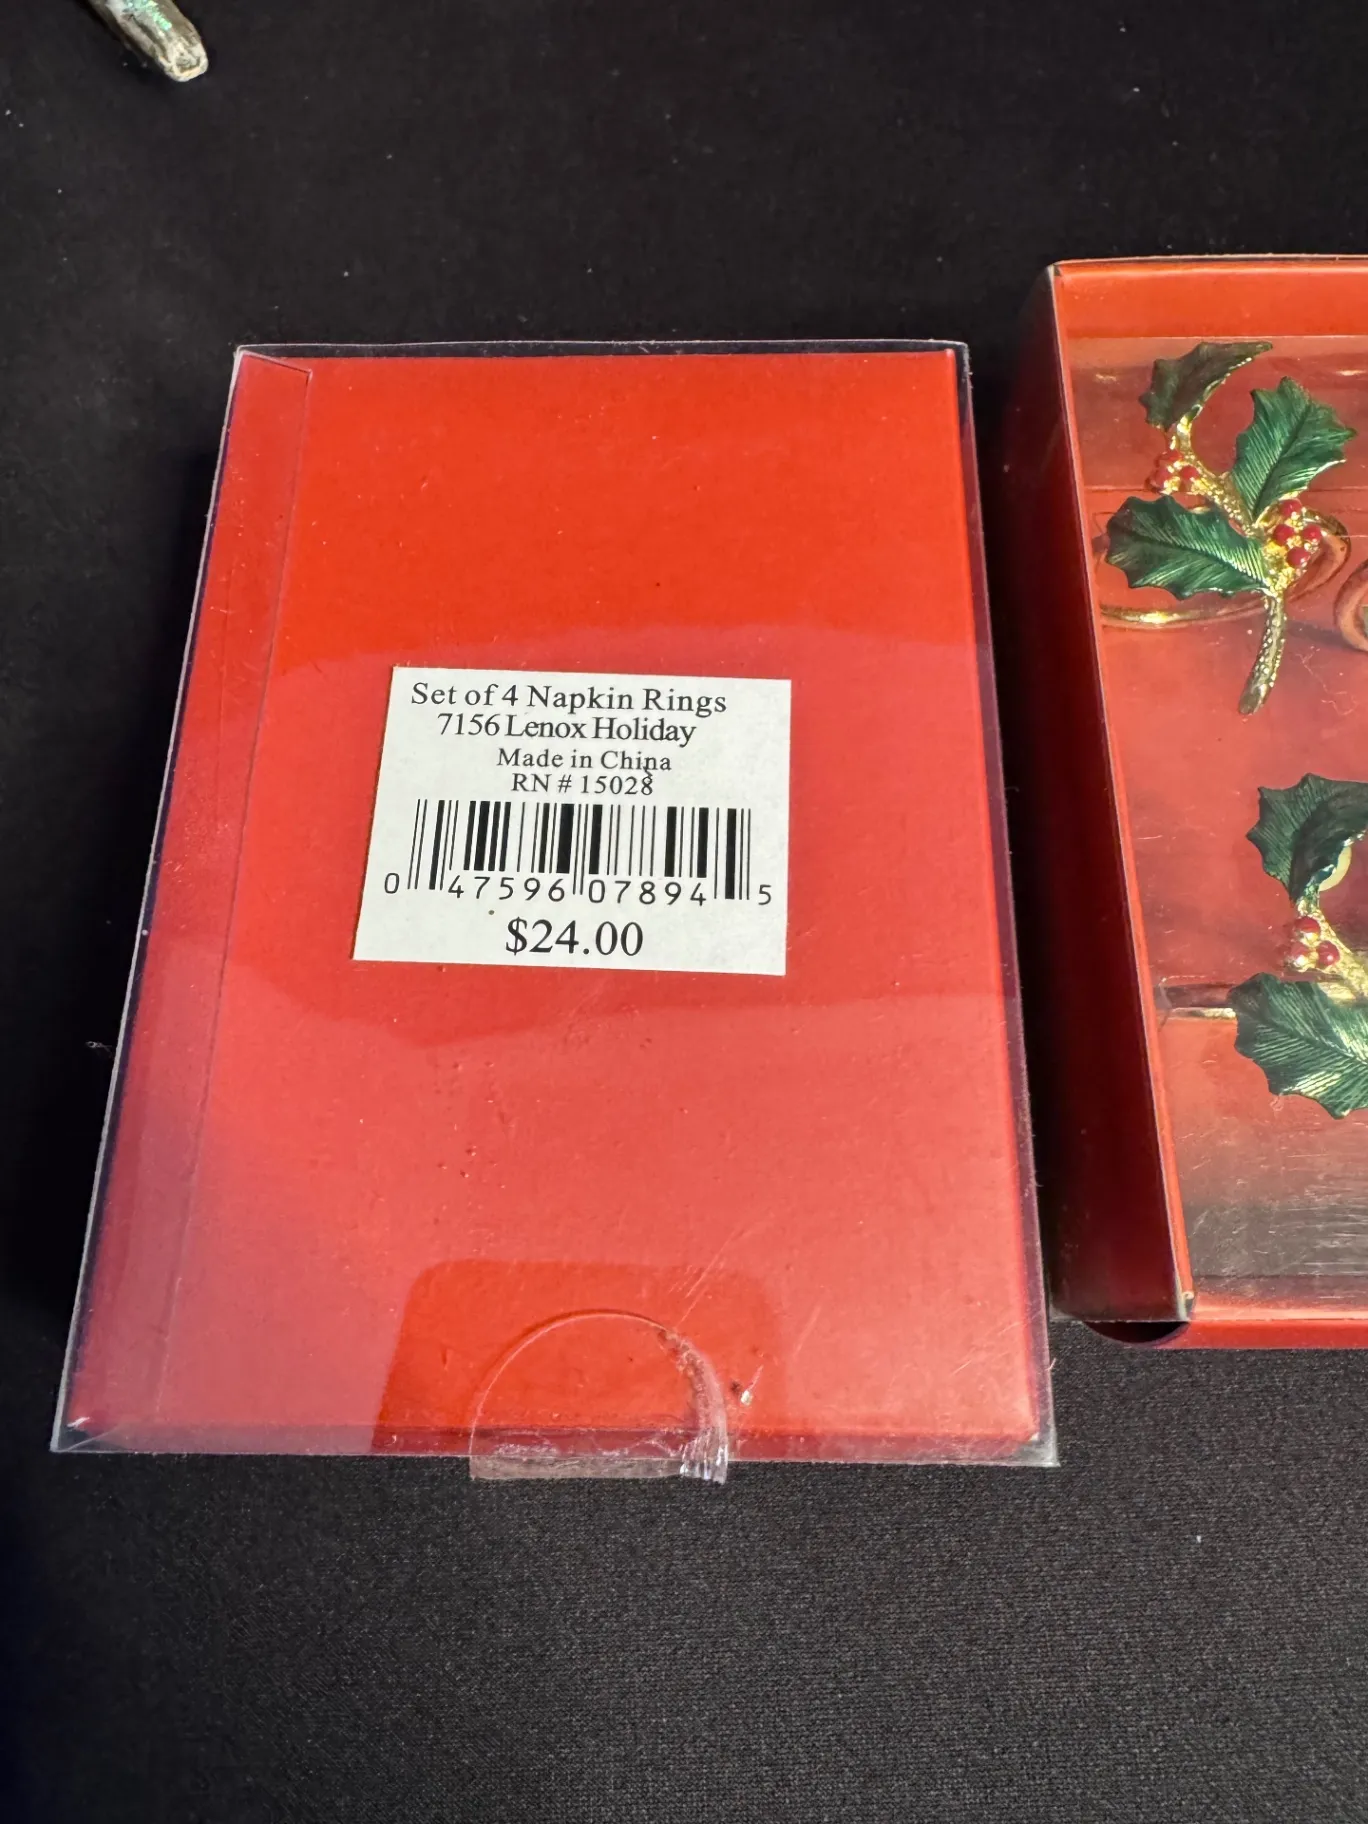 Set of 4 Napkin Rings
7156 Lenox Holiday
Made in China
RN # 15028
0 47596 07894 5
$24.00